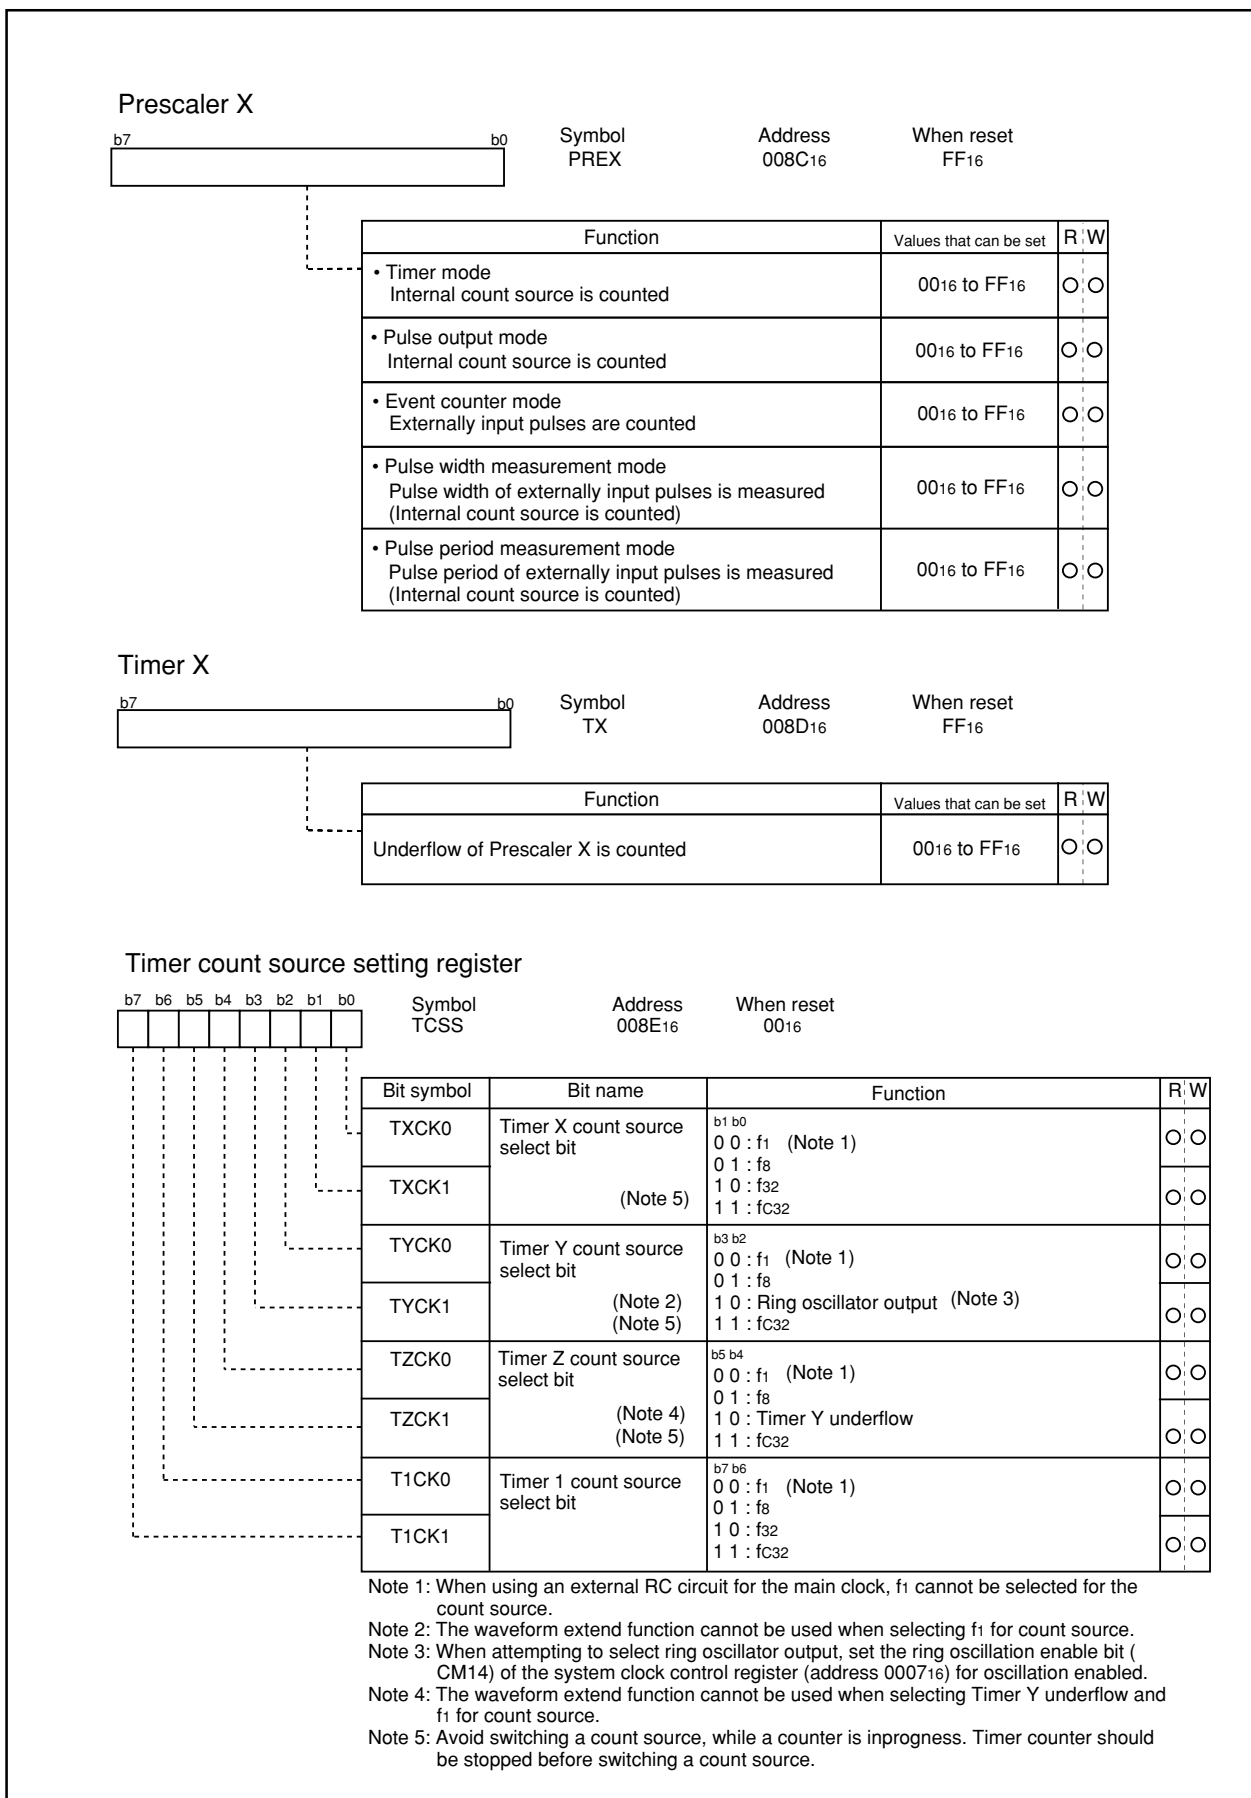 Prescaler X
b7 b0 Symbol Address When reset
PREX 008C16 FF16
Function Values that can be set R W
• Timer mode
Internal count source is counted 0016 to FF16 O O
• Pulse output mode
Internal count source is counted 0016 to FF16 O O
• Event counter mode
Externally input pulses are counted 0016 to FF16 O O
• Pulse width measurement mode
Pulse width of externally input pulses is measured 0016 to FF16 O O
(Internal count source is counted)
• Pulse period measurement mode
Pulse period of externally input pulses is measured 0016 to FF16 O O
(Internal count source is counted)
Timer X
b7 b0 Symbol Address When reset
TX 008D16 FF16
Function Values that can be set R W
Underflow of Prescaler X is counted 0016 to FF16 O O
Timer count source setting register
b7 b6 b5 b4 b3 b2 b1 b0 Symbol Address When reset
TCSS 008E16 0016
Bit symbol Bit name Function R W
TXCK0 Timer X count source select bit b1 b0
0 0 : f1 (Note 1) O O
0 1 : f8
TXCK1 (Note 5) 1 0 : f32 O O
1 1 : fC32
TYCK0 Timer Y count source select bit b3 b2
0 0 : f1 (Note 1) O O
0 1 : f8
TYCK1 (Note 2) 1 0 : Ring oscillator output (Note 3) O O
(Note 5) 1 1 : fC32
TZCK0 Timer Z count source select bit b5 b4
0 0 : f1 (Note 1) O O
0 1 : f8
TZCK1 (Note 4) 1 0 : Timer Y underflow
(Note 5) 1 1 : fC32 O O
T1CK0 Timer 1 count source select bit b7 b6
0 0 : f1 (Note 1) O O
0 1 : f8
T1CK1 1 0 : f32
1 1 : fC32 O O
Note 1: When using an external RC circuit for the main clock, f1 cannot be selected for the
count source.
Note 2: The waveform extend function cannot be used when selecting f1 for count source.
Note 3: When attempting to select ring oscillator output, set the ring oscillation enable bit (
CM14) of the system clock control register (address 000716) for oscillation enabled.
Note 4: The waveform extend function cannot be used when selecting Timer Y underflow and
f1 for count source.
Note 5: Avoid switching a count source, while a counter is inprogness. Timer counter should
be stopped before switching a count source.